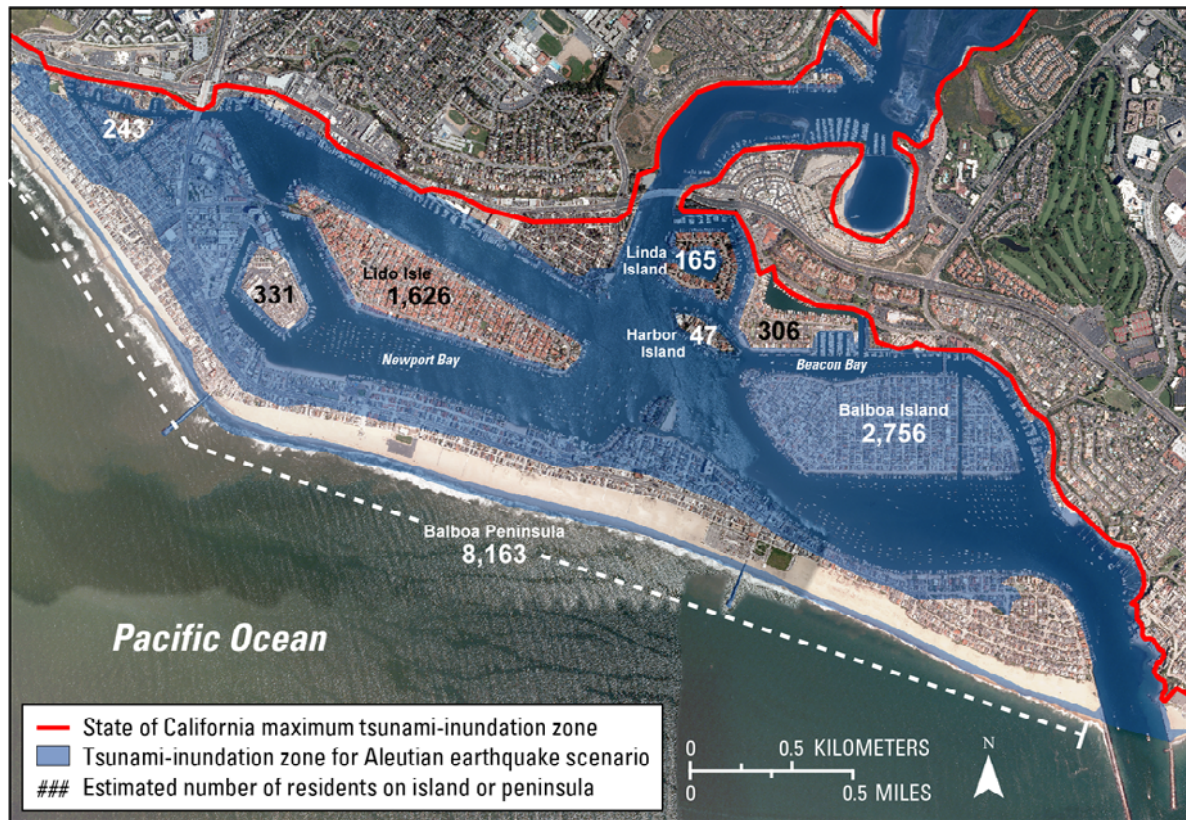 243
Linda
Island
165
Lido Isle
1,626
331
Harbor
Island
47
306
Newport Bay
Beacon Bay
Balboa Island
2,756
Balboa Peninsula
8,163
Pacific Ocean
State of California maximum tsunami-inundation zone
Tsunami-inundation zone for Aleutian earthquake scenario
### Estimated number of residents on island or peninsula
0 0.5 KILOMETERS
0 0.5 MILES
N